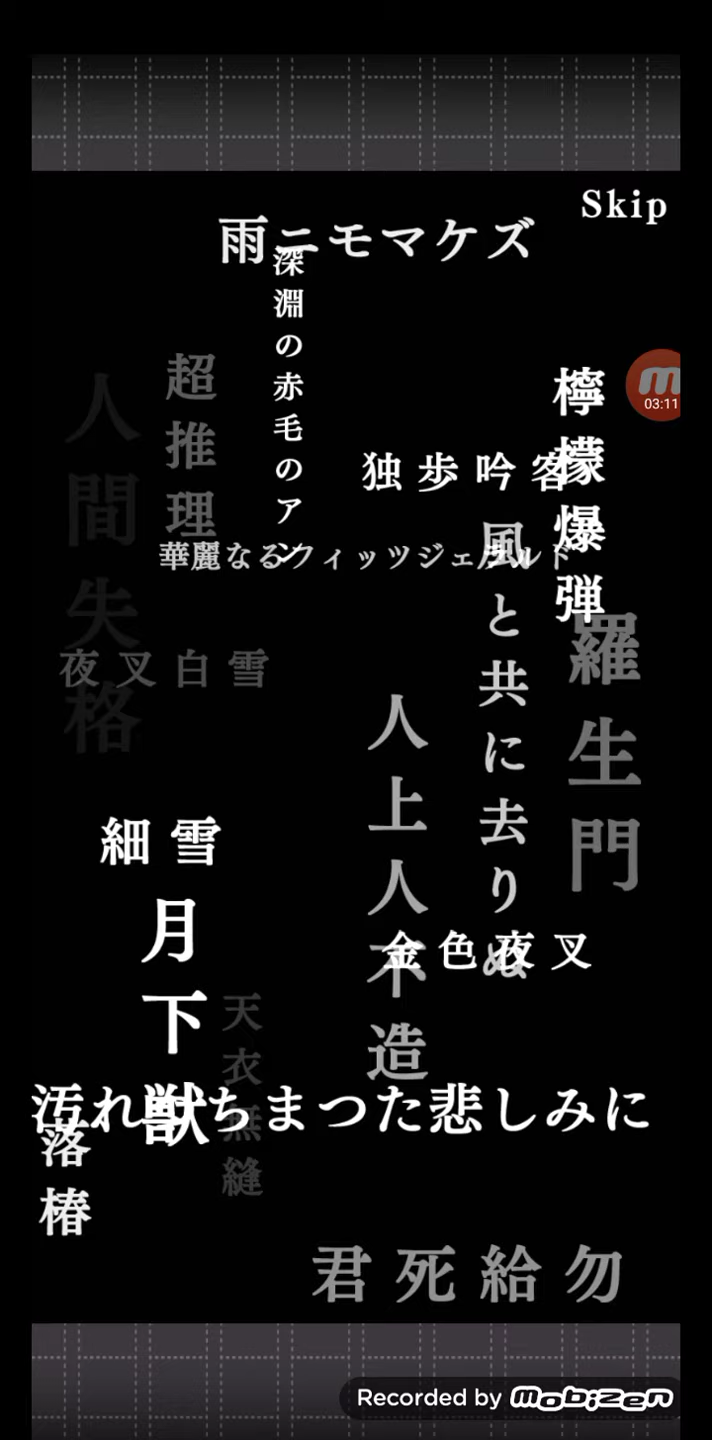 Skip
雨ニモマケズ
深淵の赤毛のアン
超推理
人間失格
檸檬爆弾
03:11
独歩吟客
風と共に去りぬ
華麗なるフィッツジェラルド
羅生門
夜叉白雪
人上人不造
細雪
月下獣
金色夜叉
天衣無縫
汚れつちまつた悲しみに
落椿
君死給勿
Recorded by mobizen